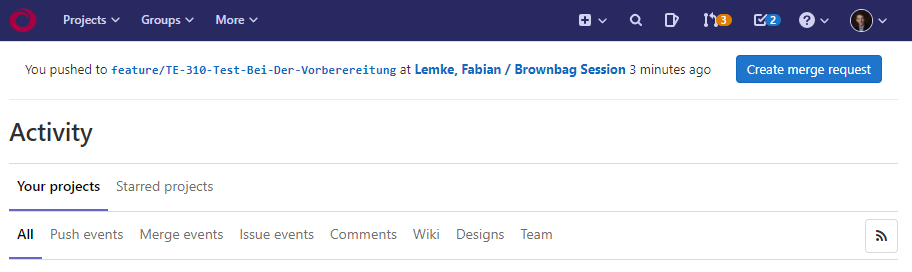 Projects Groups More 3 2
You pushed to feature/TE-310-Test-Bei-Der-Vorberereitung at Lemke, Fabian / Brownbag Session 3 minutes ago Create merge request
Activity
Your projects Starred projects
All Push events Merge events Issue events Comments Wiki Designs Team